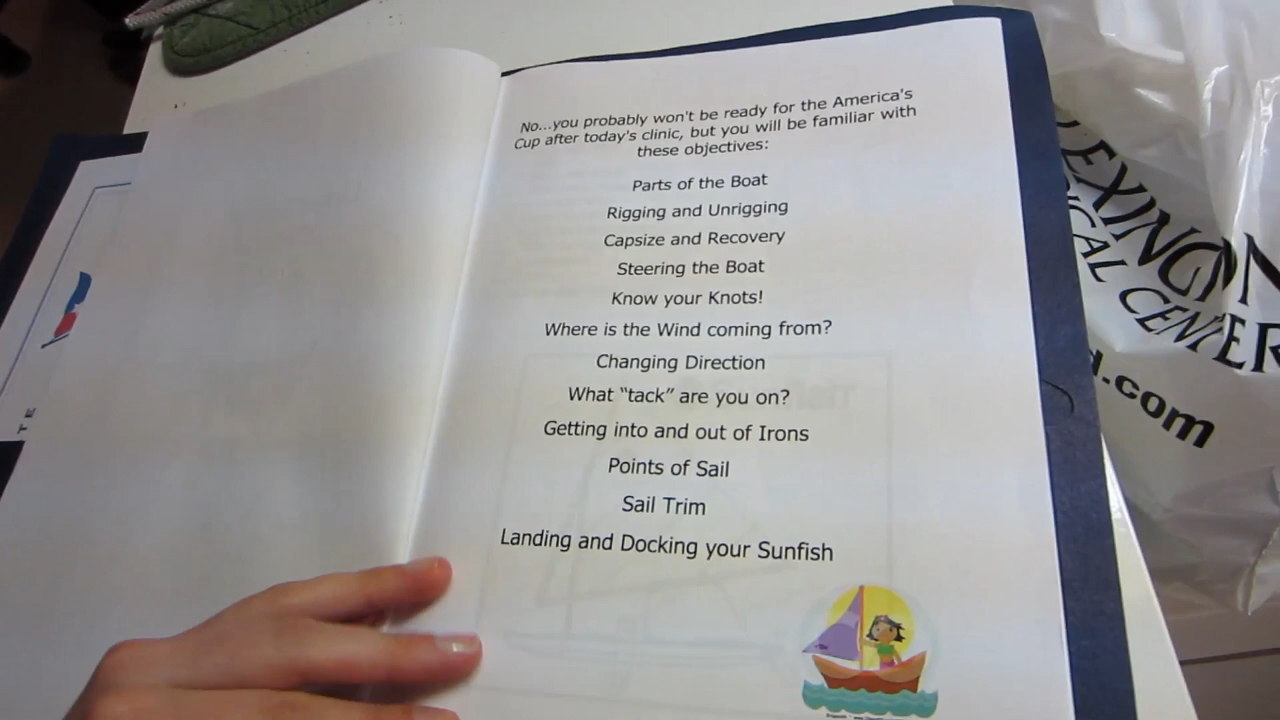 No...you probably won't be ready for the America's
Cup after today's clinic, but you will be familiar with
these objectives:
Parts of the Boat
Rigging and Unrigging
Capsize and Recovery
Steering the Boat
Know your Knots!
Where is the Wind coming from?
Changing Direction
What “tack” are you on?
Getting into and out of Irons
Points of Sail
Sail Trim
Landing and Docking your Sunfish
EXINGTON
ICAL CENTER
.com
TE